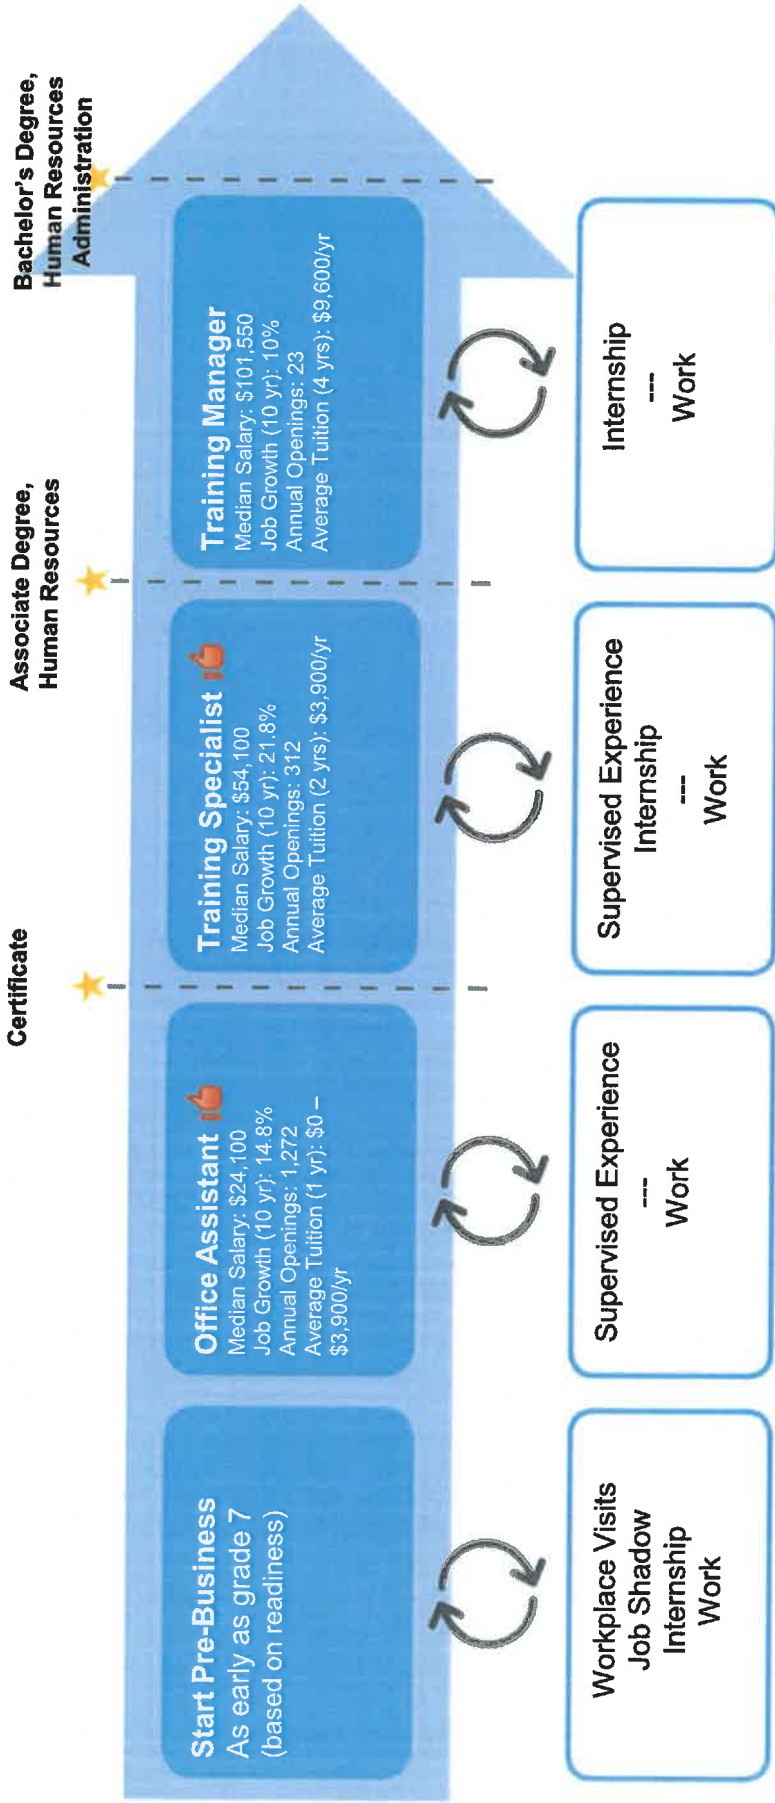 Certificate
Associate Degree,
Human Resources
Bachelor's Degree,
Human Resources
Administration
Start Pre-Business
As early as grade 7
(based on readiness)
Office Assistant
Median Salary: $24,100
Job Growth (10 yr): 14.8%
Annual Openings: 1,272
Average Tuition (1 yr): $0 –
$3,900/yr
Training Specialist
Median Salary: $54,100
Job Growth (10 yr): 21.8%
Annual Openings: 312
Average Tuition (2 yrs): $3,900/yr
Training Manager
Median Salary: $101,550
Job Growth (10 yr): 10%
Annual Openings: 23
Average Tuition (4 yrs): $9,600/yr
Workplace Visits
Job Shadow
Internship
Work
Supervised Experience
---
Work
Supervised Experience
Internship
---
Work
Internship
---
Work